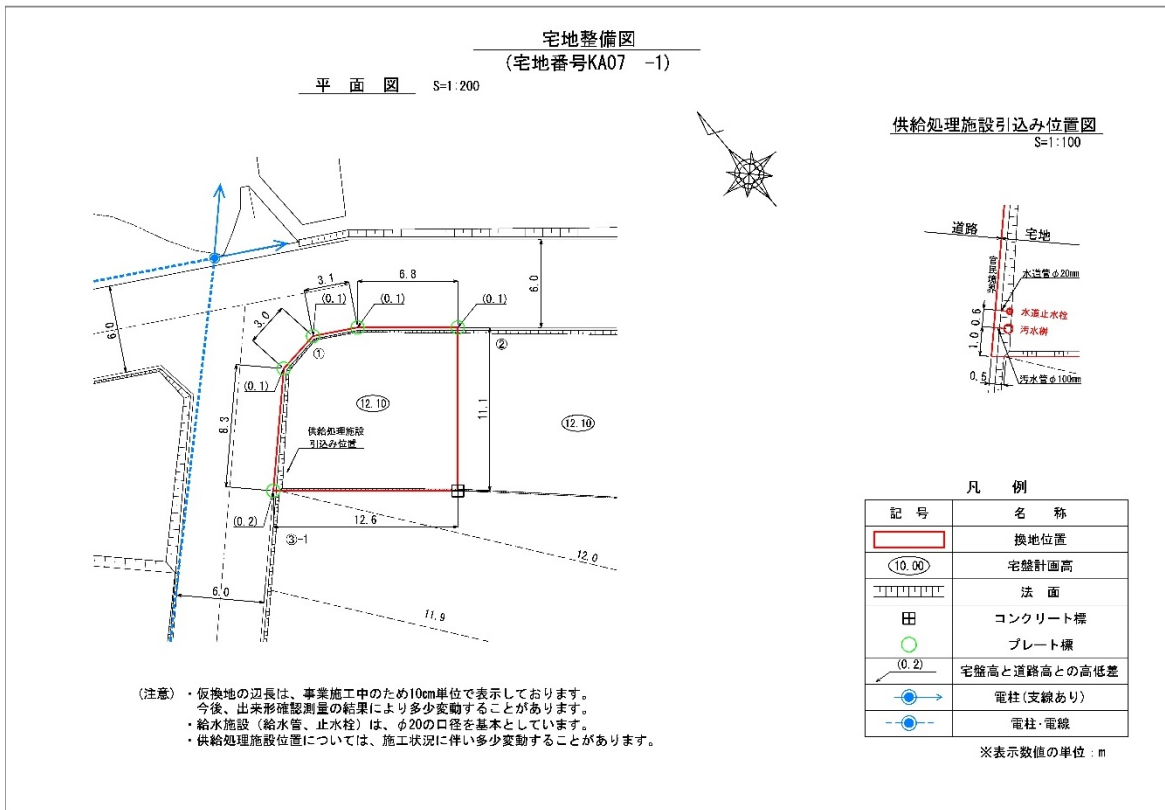 宅地整備図
(宅地番号KA07 -1)
平面図 S=1:200
供給処理施設引込み位置図
S=1:100
道路
宅地
官民境界
水道管φ20mm
0.6
水道止水栓
汚水桝
1.0
0.5
汚水管φ100mm
6.8
6.0
3.1
(0.1)
(0.1)
(0.1)
3.0
6.0
①
②
(0.1)
12.10
11.1
12.10
8.3
供給処理施設
引込み位置
(0.2)
12.6
③-1
12.0
6.0
11.9
凡例
記号 名称
換地位置
10.00 宅盤計画高
法面
コンクリート標
プレート標
(0.2) 宅盤高と道路高との高低差
電柱(支線あり)
電柱・電線
※表示数値の単位:m
(注意)・仮換地の辺長は、事業施工中のため10cm単位で表示しております。
今後、出来形確認測量の結果により多少変動することがあります。
・給水施設(給水管、止水栓)は、φ20の口径を基本としています。
・供給処理施設位置については、施工状況に伴い多少変動することがあります。